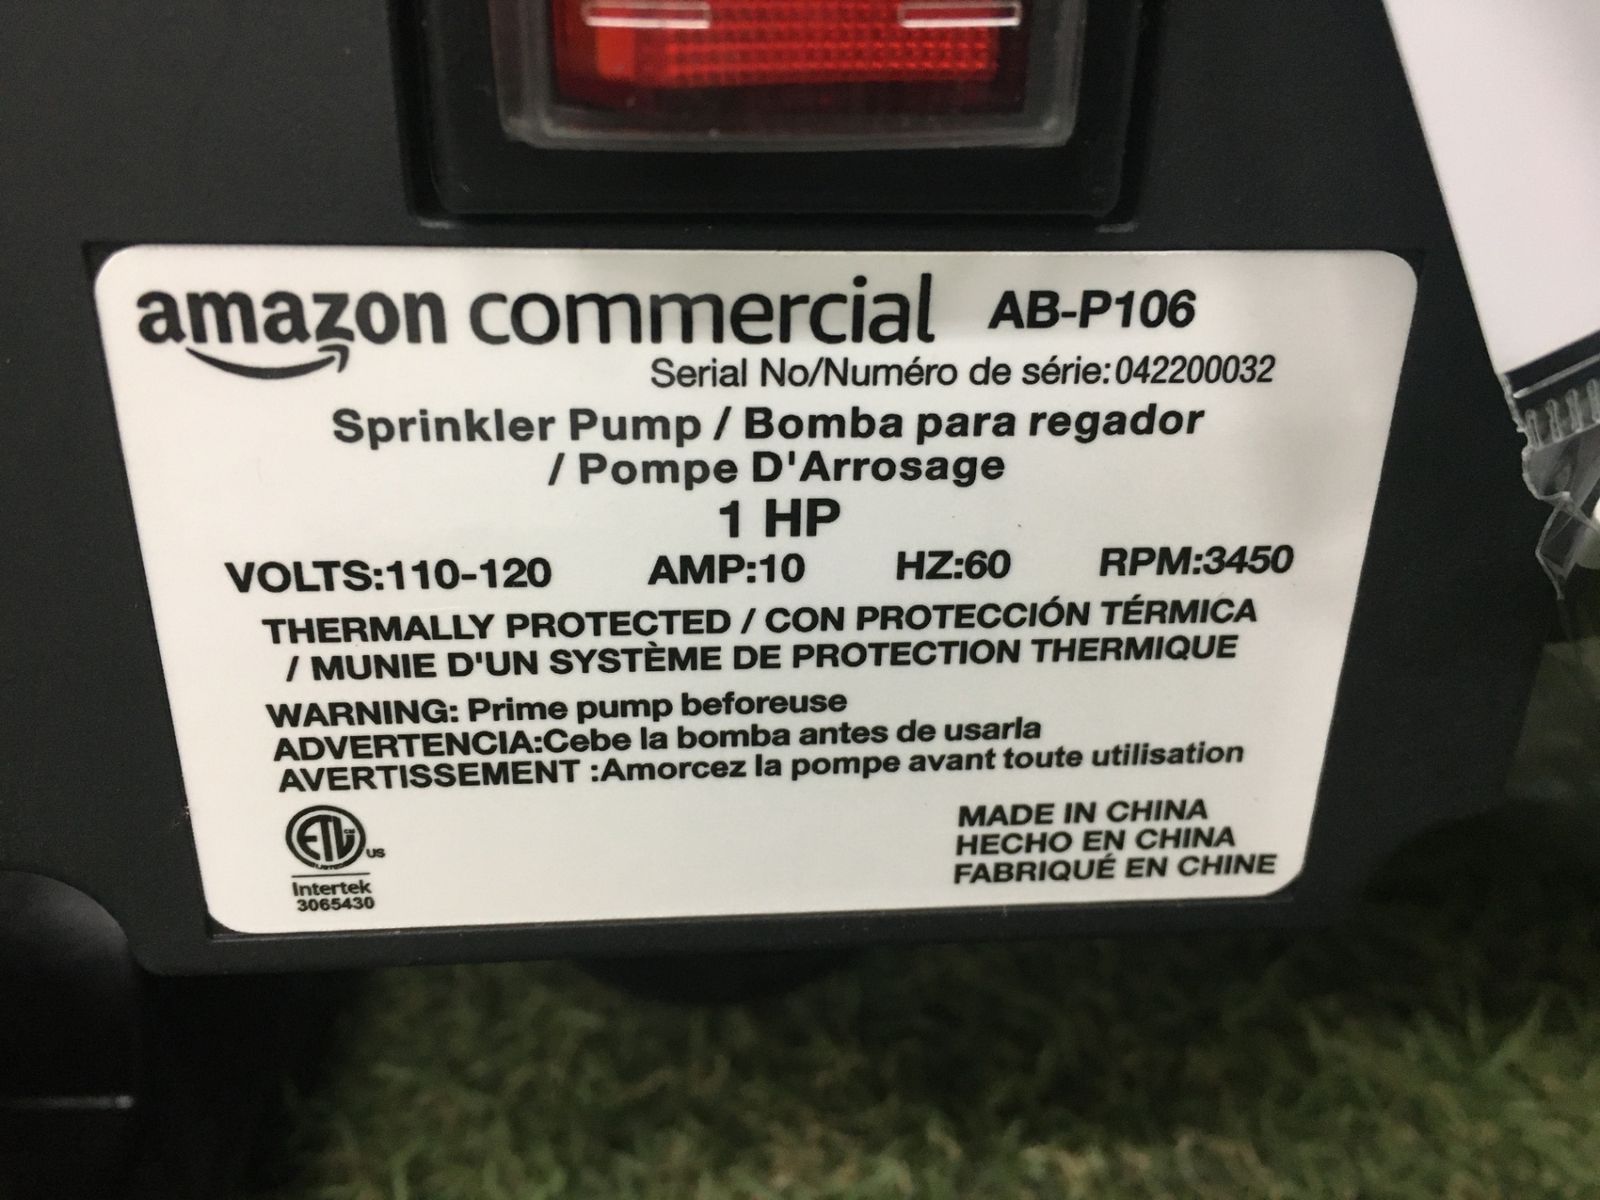 amazon commercial AB-P106
Serial No/Numéro de série:042200032
Sprinkler Pump / Bomba para regador
/ Pompe D'Arrosage
1 HP
VOLTS:110-120 AMP:10 HZ:60 RPM:3450
THERMALLY PROTECTED / CON PROTECCIÓN TÉRMICA
/ MUNIE D'UN SYSTÈME DE PROTECTION THERMIQUE
WARNING: Prime pump beforeuse
ADVERTENCIA:Cebe la bomba antes de usarla
AVERTISSEMENT :Amorcez la pompe avant toute utilisation
ETL US
Intertek
3065430
MADE IN CHINA
HECHO EN CHINA
FABRIQUÉ EN CHINE